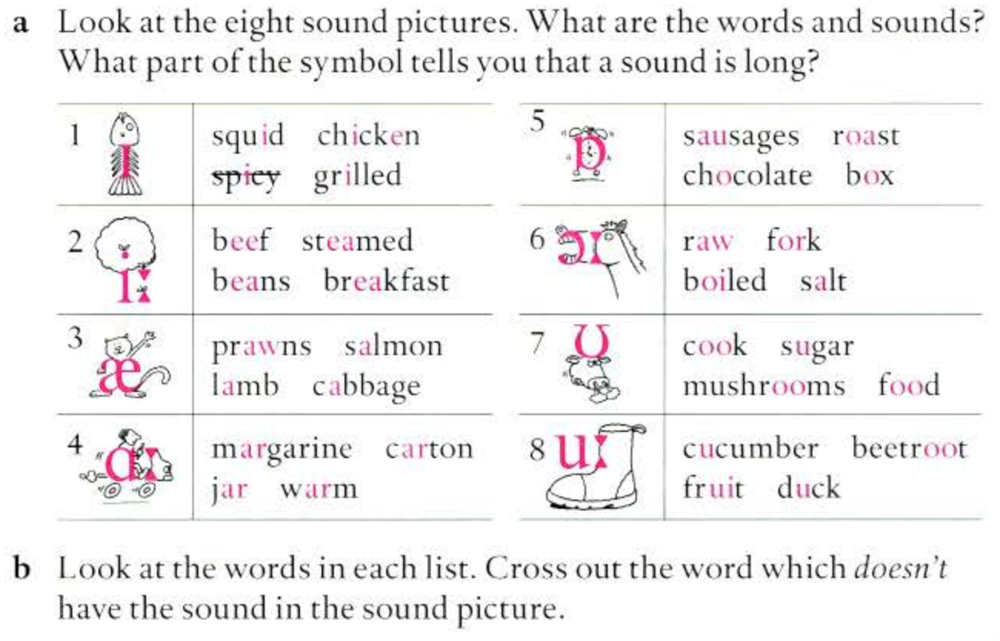 a Look at the eight sound pictures. What are the words and sounds?
What part of the symbol tells you that a sound is long?
1 ɪ squid chicken
spicy grilled
2 iː beef steamed
beans breakfast
3 æ prawns salmon
lamb cabbage
4 ɑː margarine carton
jar warm
5 ɒ sausages roast
chocolate box
6 ɔː raw fork
boiled salt
7 ʊ cook sugar
mushrooms food
8 uː cucumber beetroot
fruit duck
b Look at the words in each list. Cross out the word which doesn't
have the sound in the sound picture.